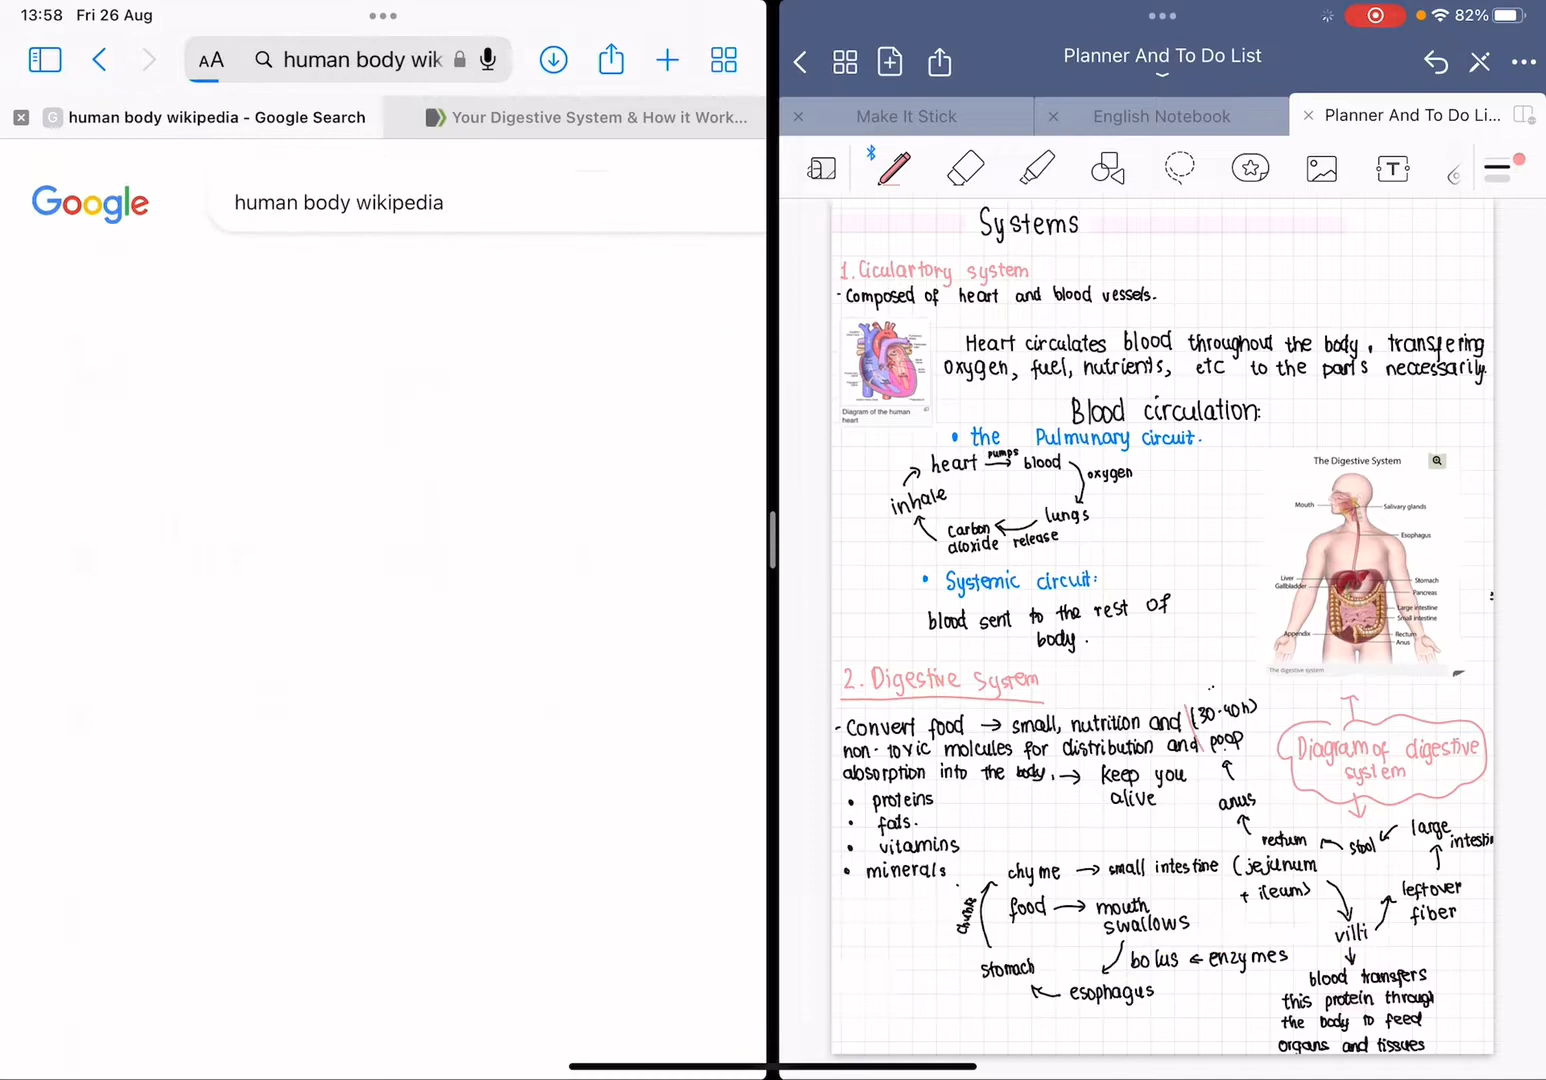 13:58 Fri 26 Aug
82%
AA human body wik
human body wikipedia - Google Search
Your Digestive System & How it Work...
Google
human body wikipedia
Planner And To Do List
Make It Stick
English Notebook
Planner And To Do Li...
T
Systems
1. Ciculartory system
- Composed of heart and blood vessels.
Diagram of the human
heart
Heart circulates blood throughout the body, transfering
oxygen, fuel, nutrients, etc to the parts necessarily.
Blood circulation:
• the Pulmunary circuit.
heart pumps blood
oxygen
inhale
lungs
carbon
dioxide release
• Systemic circuit:
blood sent to the rest of
body.
The Digestive System
Mouth
Salivary glands
Esophagus
Liver
Gallbladder
Stomach
Pancreas
Large intestine
Small intestine
Appendix
Rectum
Anus
The digestive system
2. Digestive System
- Convert food → small, nutrition and
non-toxic molcules for distribution and
absorption into the body. → keep you
alive
(30-40h)
poop
anus
• proteins
• fats.
• vitamins
• minerals
Diagram of digestive
system
rectum
stool
large
intestin
chyme → small intestine (jejunum
+ ileum)
leftover
fiber
food → mouth
swallows
villi
churns
bolus ← enzymes
stomach
esophagus
blood transfers
this protein through
the body to feed
organs and tissues